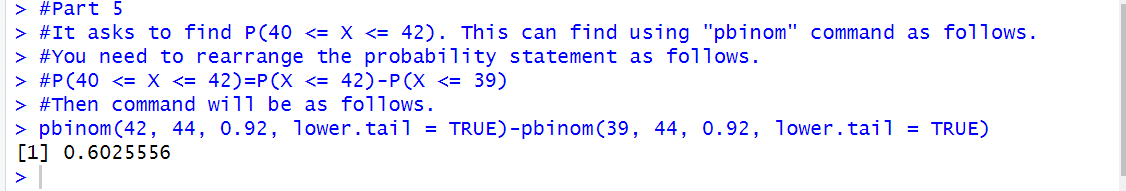 > #Part 5
> #It asks to find P(40 <= X <= 42). This can find using "pbinom" command as follows.
> #You need to rearrange the probability statement as follows.
> #P(40 <= X <= 42)=P(X <= 42)-P(X <= 39)
> #Then command will be as follows.
> pbinom(42, 44, 0.92, lower.tail = TRUE)-pbinom(39, 44, 0.92, lower.tail = TRUE)
[1] 0.6025556
>